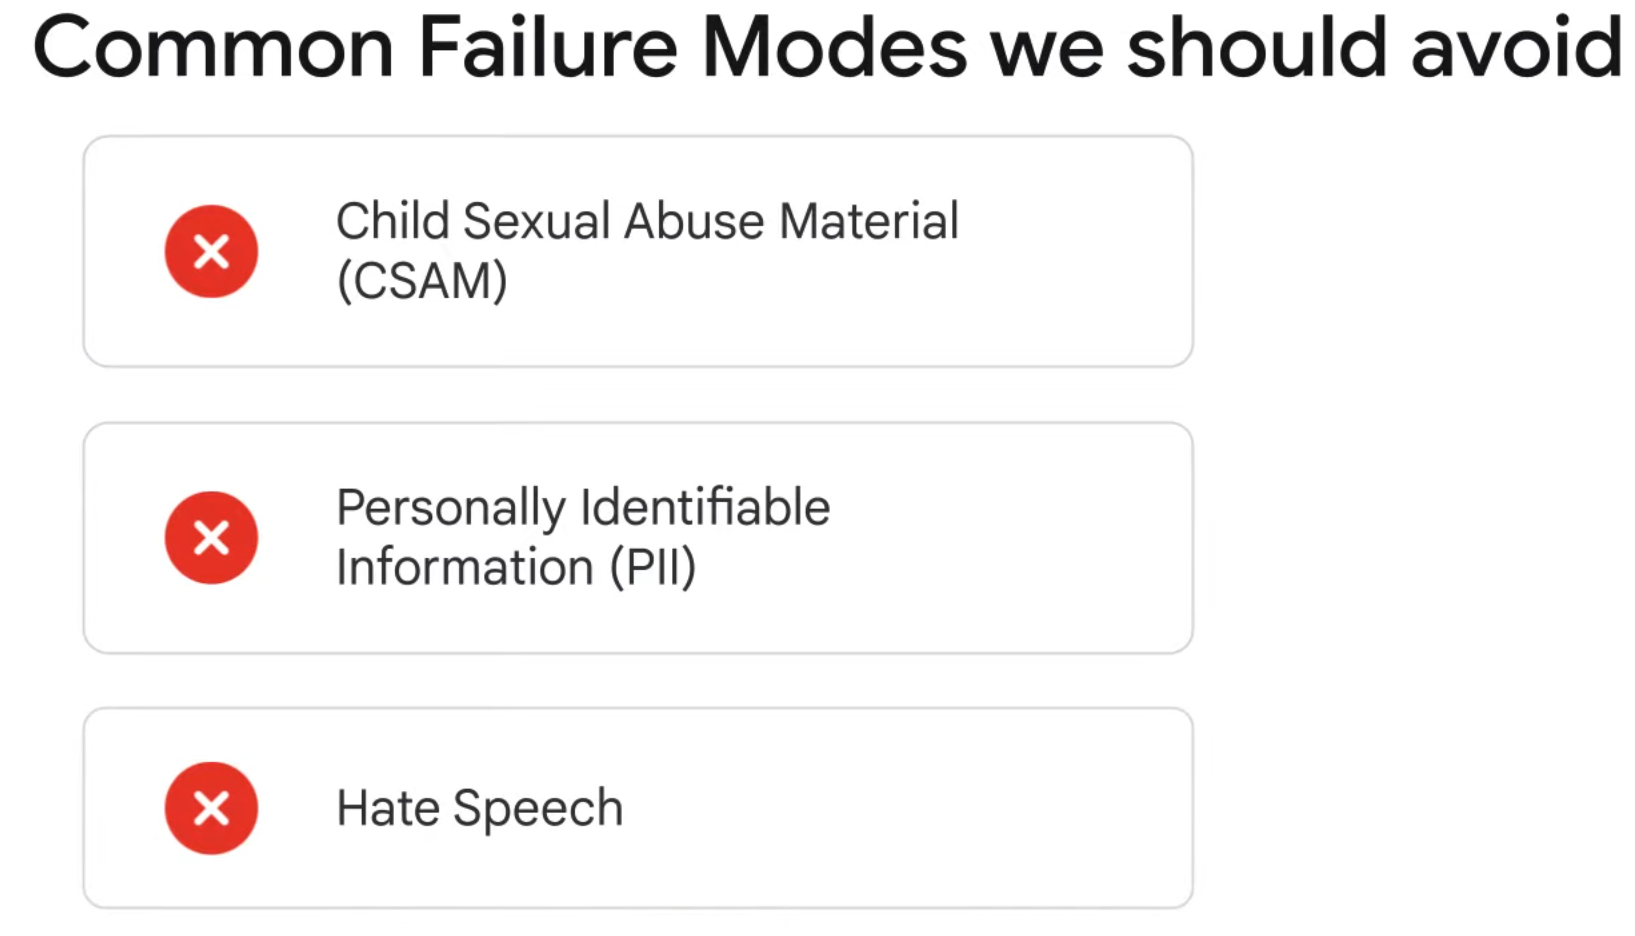 Common Failure Modes we should avoid
Child Sexual Abuse Material
(CSAM)
Personally Identifiable
Information (PII)
Hate Speech